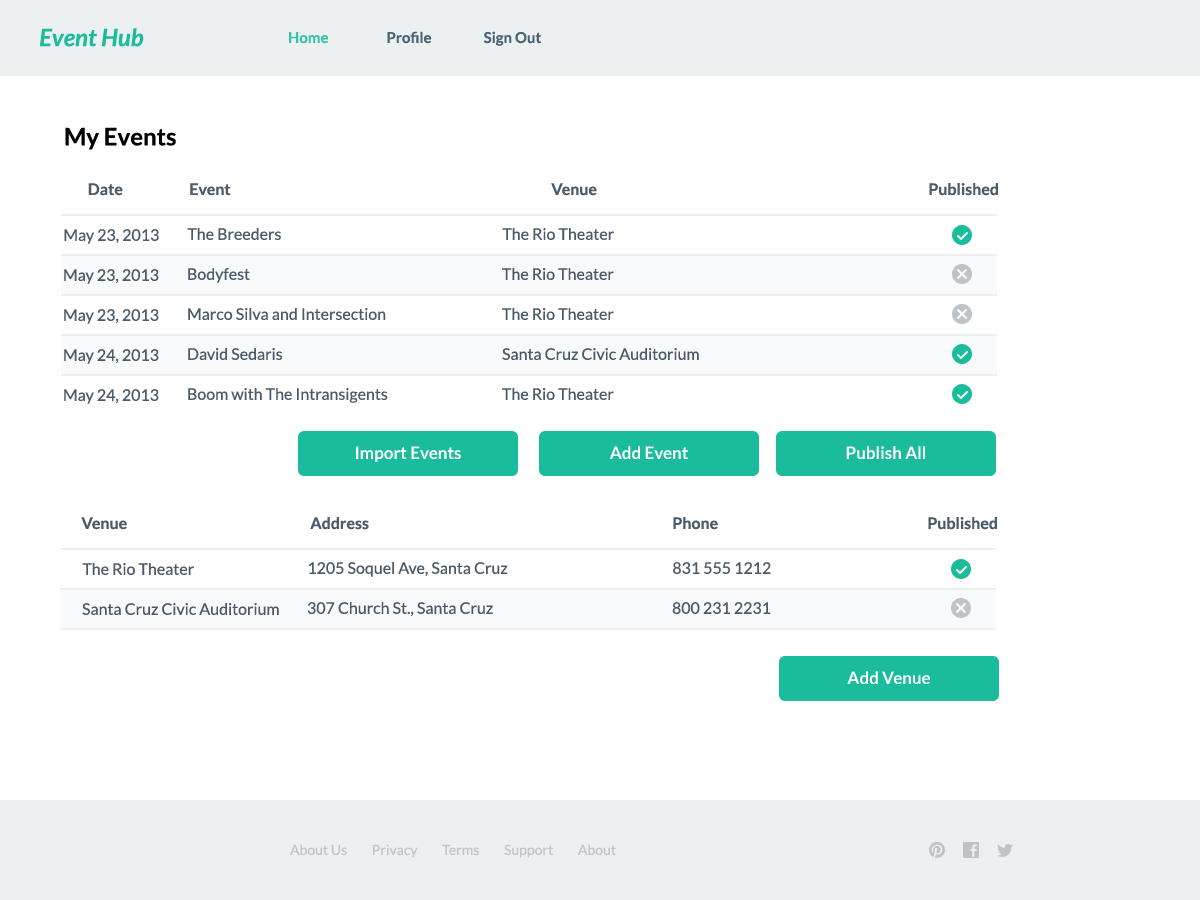 Event Hub Home Profile Sign Out
My Events
Date Event Venue Published
May 23, 2013 The Breeders The Rio Theater
May 23, 2013 Bodyfest The Rio Theater
May 23, 2013 Marco Silva and Intersection The Rio Theater
May 24, 2013 David Sedaris Santa Cruz Civic Auditorium
May 24, 2013 Boom with The Intransigents The Rio Theater
Import Events Add Event Publish All
Venue Address Phone Published
The Rio Theater 1205 Soquel Ave, Santa Cruz 831 555 1212
Santa Cruz Civic Auditorium 307 Church St., Santa Cruz 800 231 2231
Add Venue
About Us Privacy Terms Support About